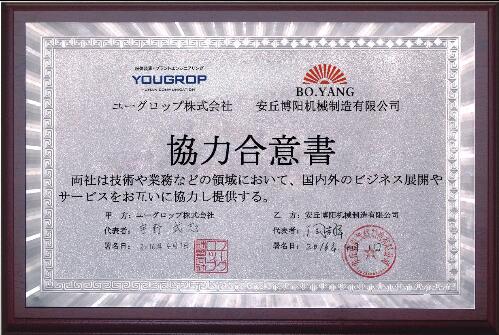 YOUGROP
HUMAN COMMUNICATION
BO.YANG
ユーグロップ株式会社
安丘博阳机械制造有限公司
協力合意書
両社は技術や業務などの領域において、国内外のビジネス展開や
サービスをお互いに協力し提供する。
甲 方: ユーグロップ株式会社
乙 方: 安丘博阳机械制造有限公司
代表者:
代表者:
署名日:
署名日: